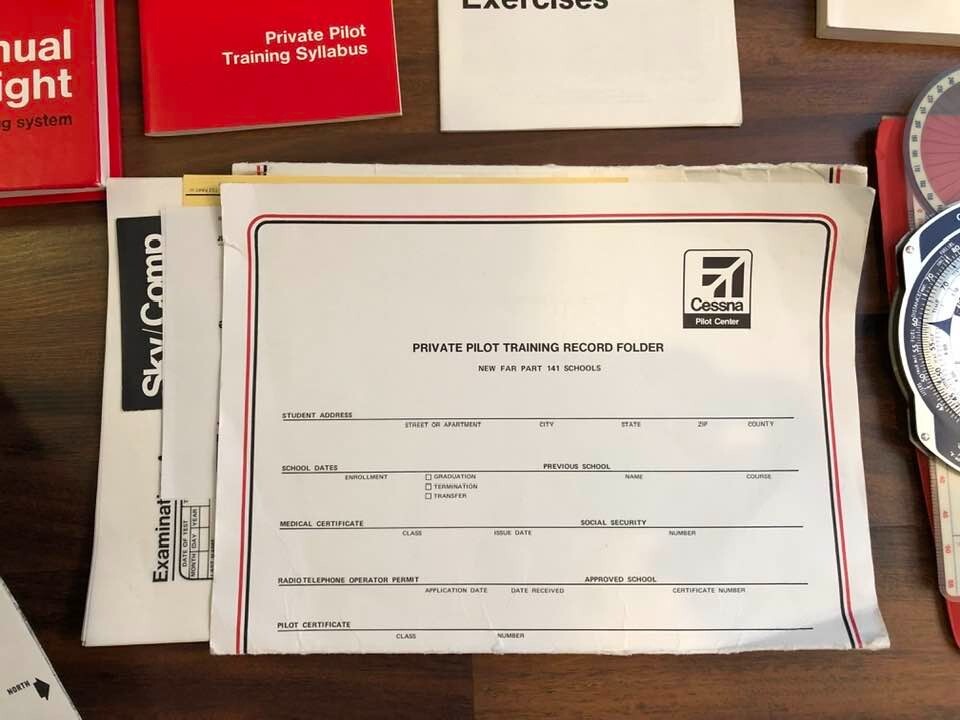 nual
ight
g system
Private Pilot
Training Syllabus
Exercises
Sky/Comp
Examinat
DATE OF TEST
MONTH DAY YEAR
Cessna
Pilot Center
PRIVATE PILOT TRAINING RECORD FOLDER
NEW FAR PART 141 SCHOOLS
STUDENT ADDRESS
STREET OR APARTMENT CITY STATE ZIP COUNTY
SCHOOL DATES PREVIOUS SCHOOL
ENROLLMENT GRADUATION NAME COURSE
TERMINATION
TRANSFER
MEDICAL CERTIFICATE SOCIAL SECURITY
CLASS ISSUE DATE NUMBER
RADIOTELEPHONE OPERATOR PERMIT APPROVED SCHOOL
APPLICATION DATE DATE RECEIVED CERTIFICATE NUMBER
PILOT CERTIFICATE
CLASS NUMBER
NORTH